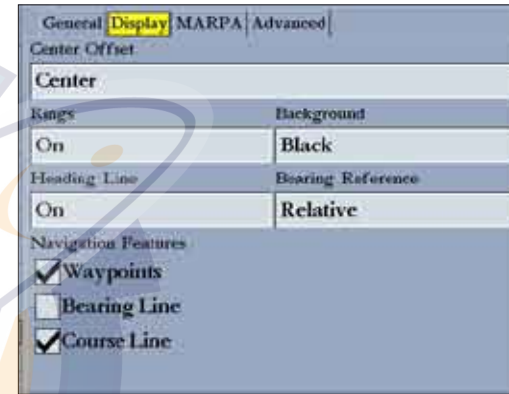 General Display MARPA Advanced
Center Offset
Center
Rings Background
On Black
Heading Line Bearing Reference
On Relative
Navigation Features
Waypoints
Bearing Line
Course Line